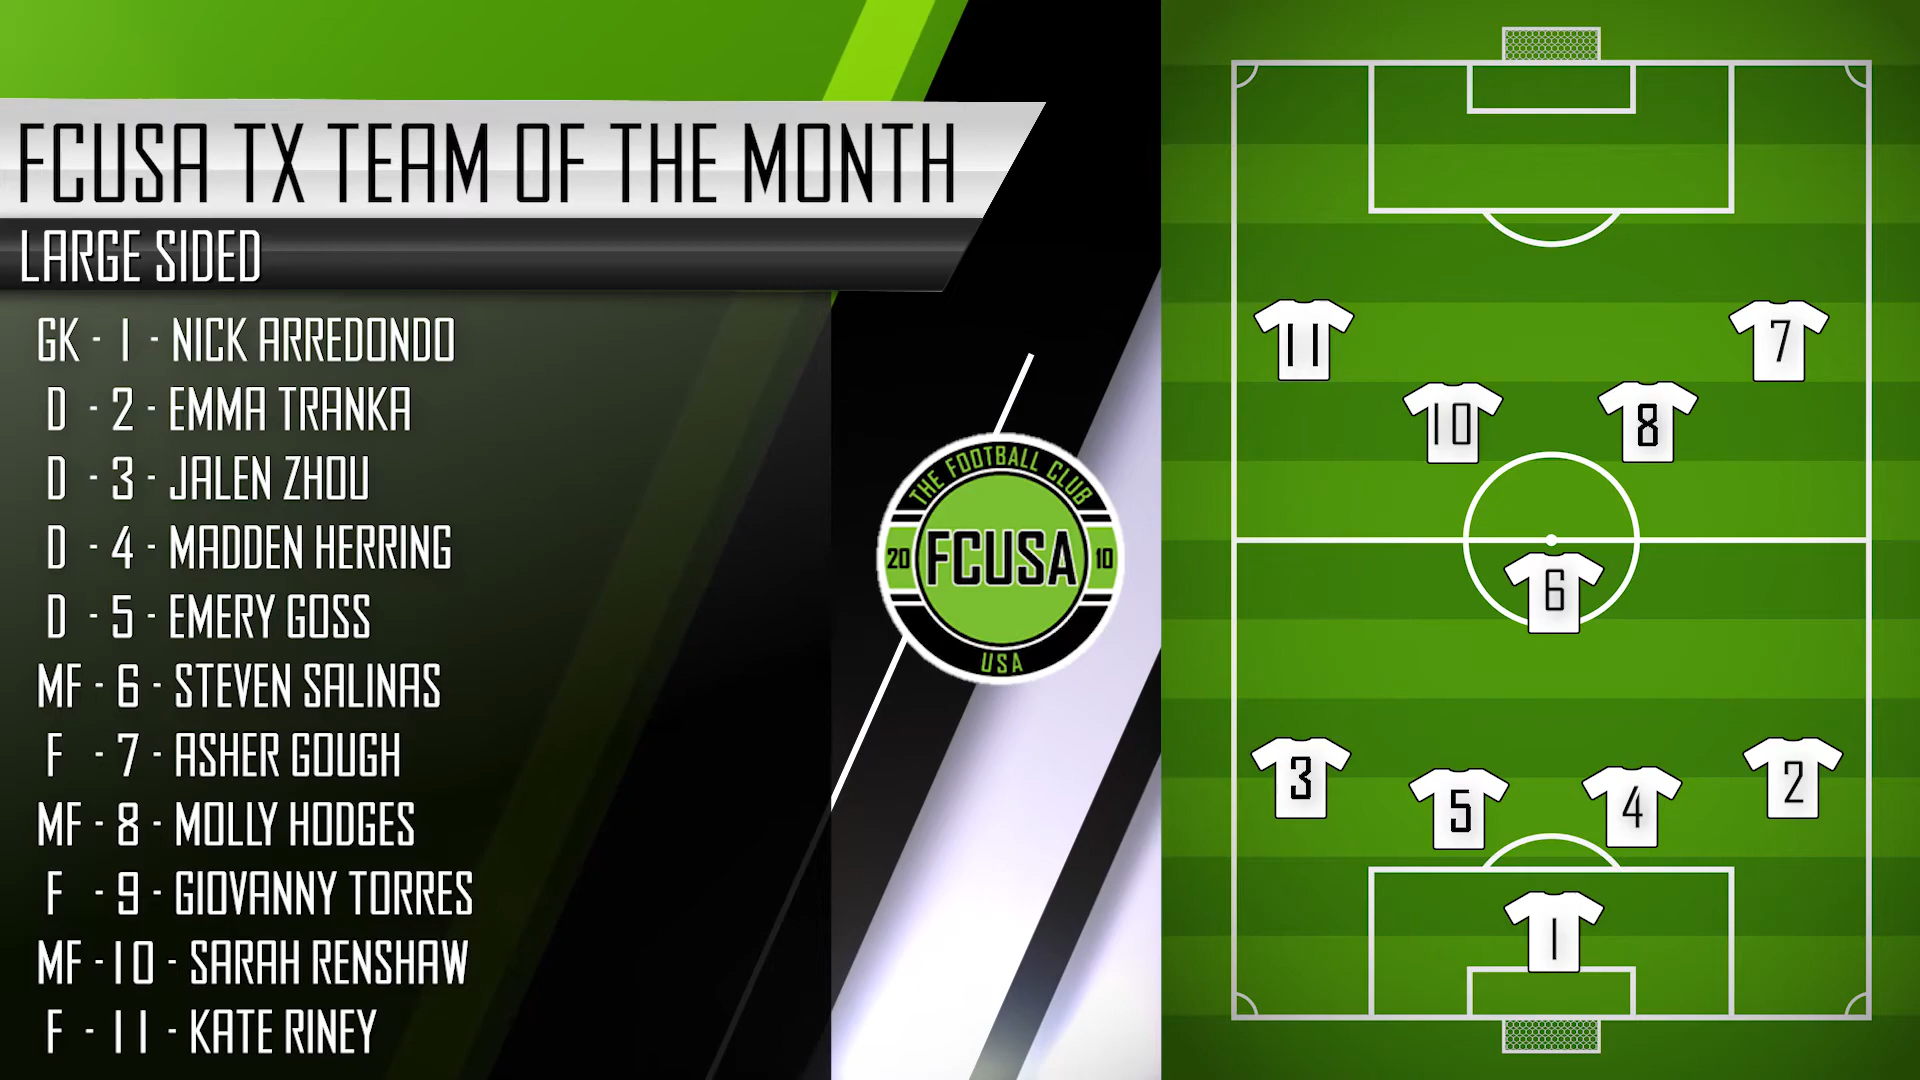 FCUSA TX TEAM OF THE MONTH
LARGE SIDED
GK - 1 - NICK ARREDONDO
D - 2 - EMMA TRANKA
D - 3 - JALEN ZHOU
D - 4 - MADDEN HERRING
D - 5 - EMERY GOSS
MF - 6 - STEVEN SALINAS
F - 7 - ASHER GOUGH
MF - 8 - MOLLY HODGES
F - 9 - GIOVANNY TORRES
MF - 10 - SARAH RENSHAW
F - 11 - KATE RINEY
THE FOOTBALL CLUB
20 FCUSA 10
USA
11 7
10 8
6
3 2
5 4
1